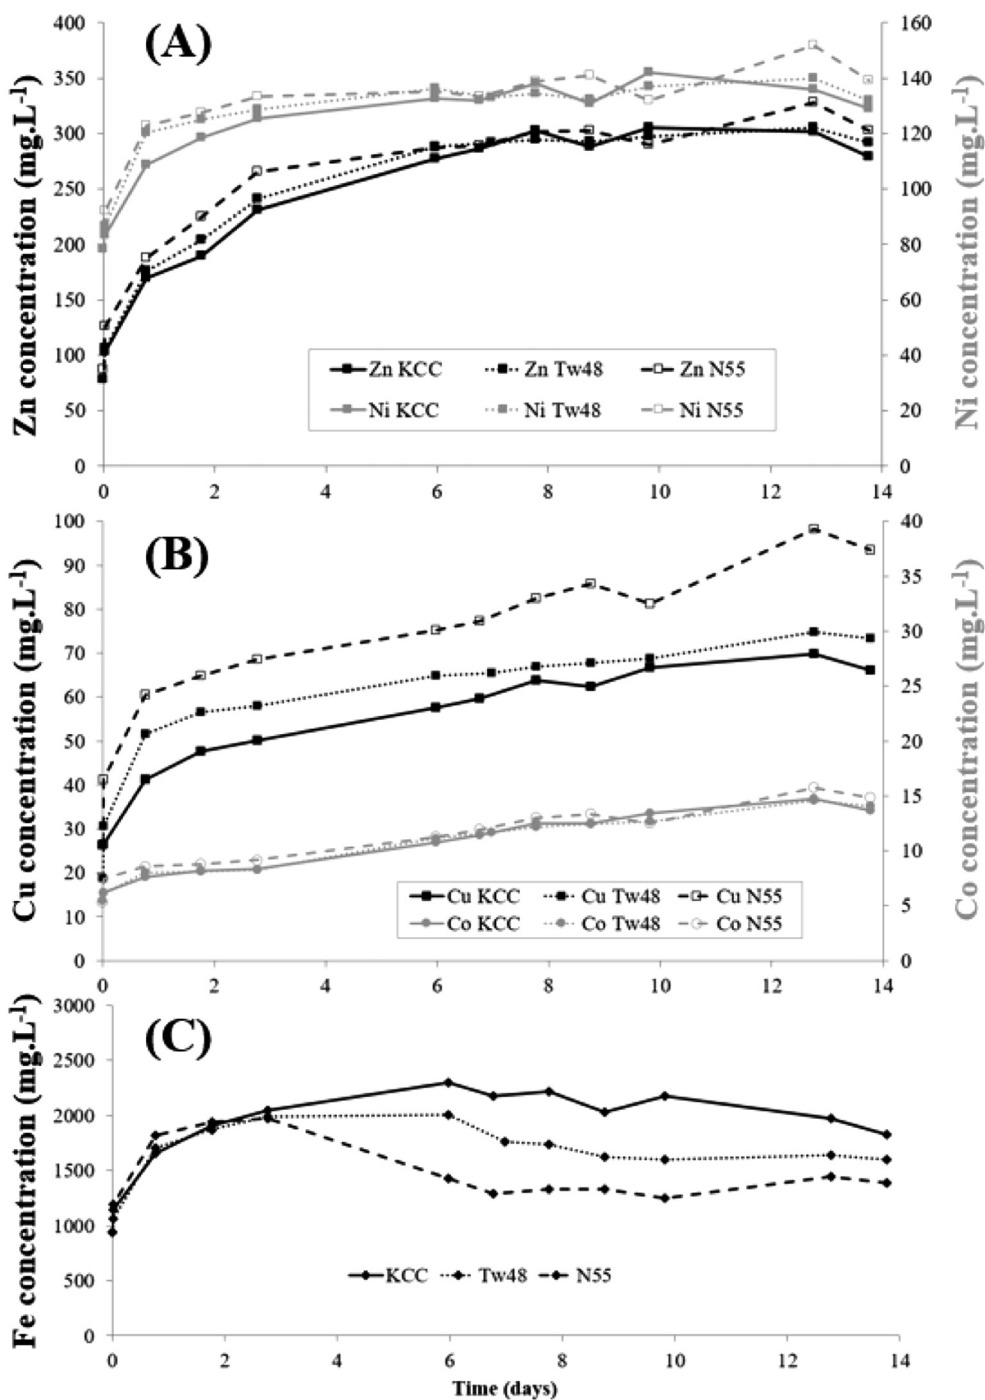 (A)
Zn concentration (mg.L-1)
400
350
300
250
200
150
100
50
0
Ni concentration (mg.L-1)
160
140
120
100
80
60
40
20
0
Zn KCC Zn Tw48 Zn N55
Ni KCC Ni Tw48 Ni N55
0 2 4 6 8 10 12 14
(B)
Cu concentration (mg.L-1)
100
90
80
70
60
50
40
30
20
10
0
Co concentration (mg.L-1)
40
35
30
25
20
15
10
5
0
Cu KCC Cu Tw48 Cu N55
Co KCC Co Tw48 Co N55
0 2 4 6 8 10 12 14
(C)
Fe concentration (mg.L-1)
3000
2500
2000
1500
1000
500
0
KCC Tw48 N55
0 2 4 6 8 10 12 14
Time (days)